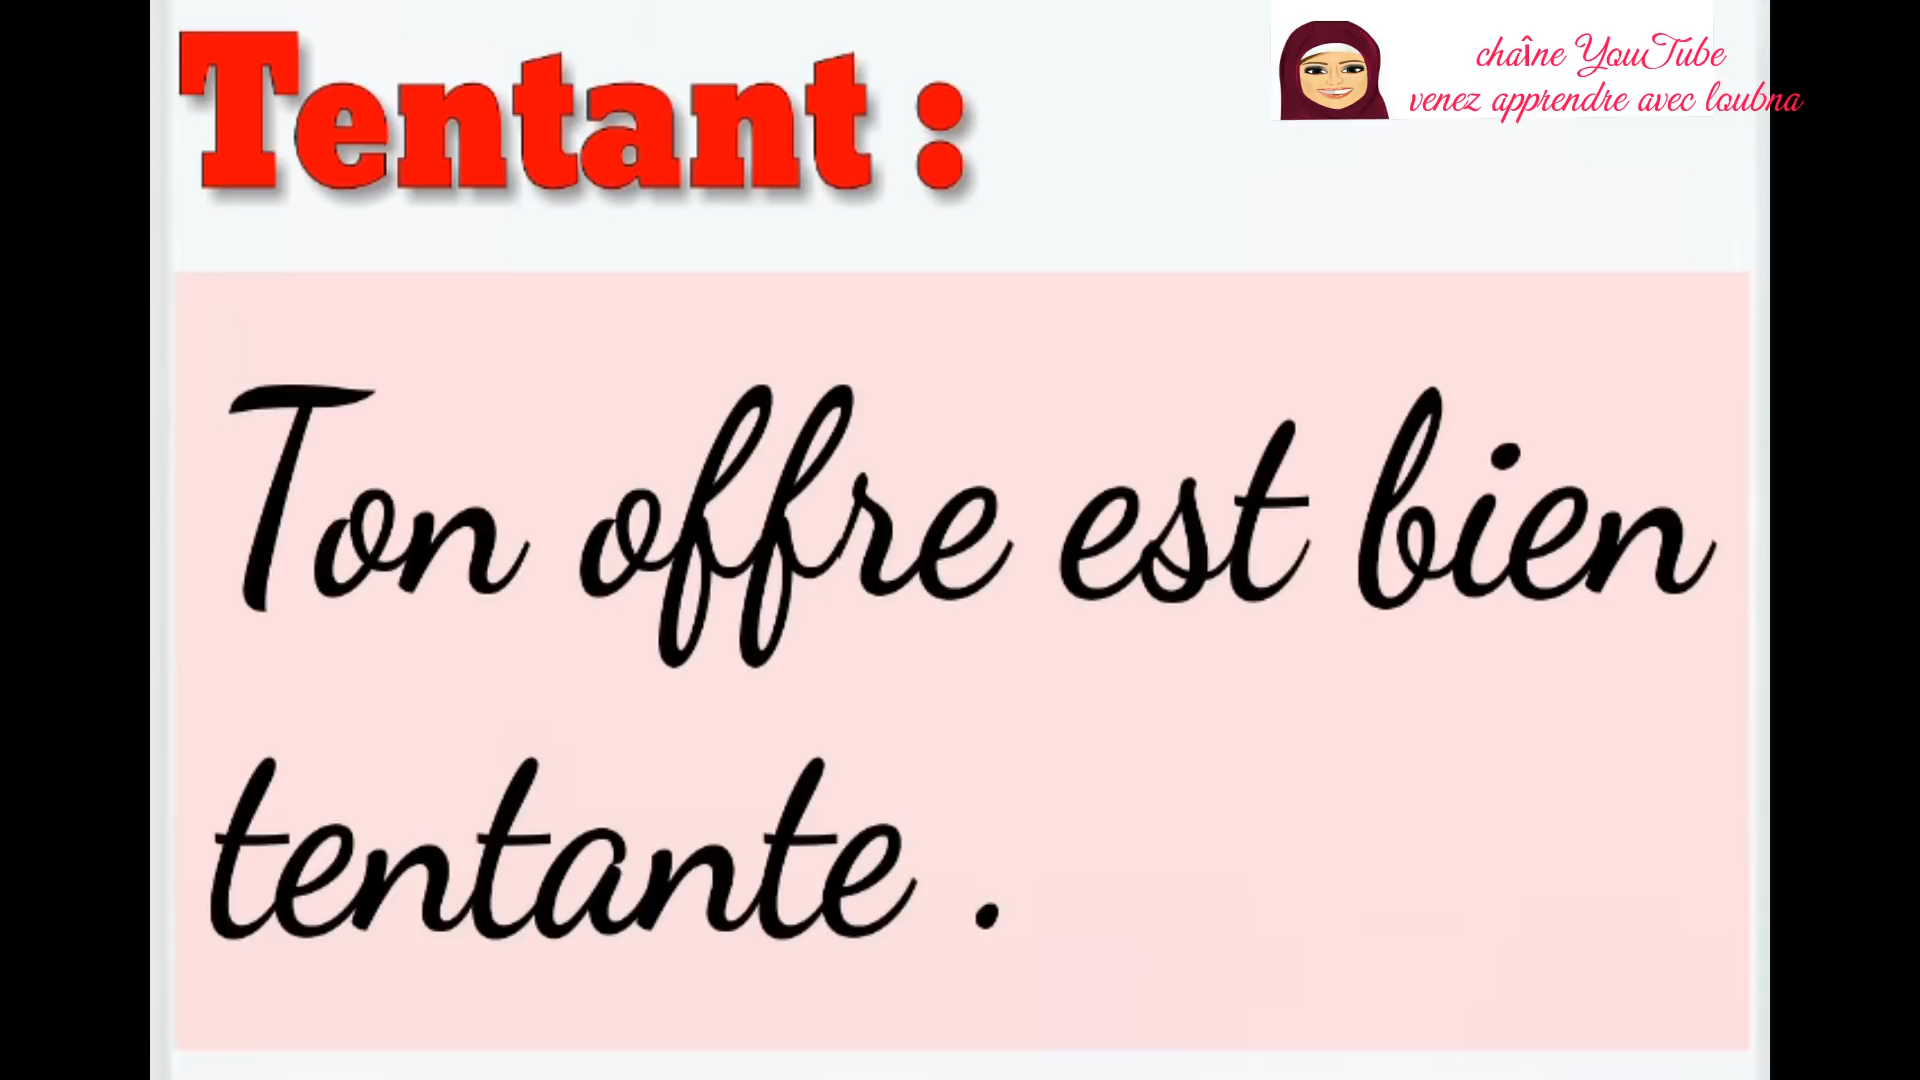 Tentant :
chaîne YouTube
venez apprendre avec loubna
Ton offre est bien
tentante .